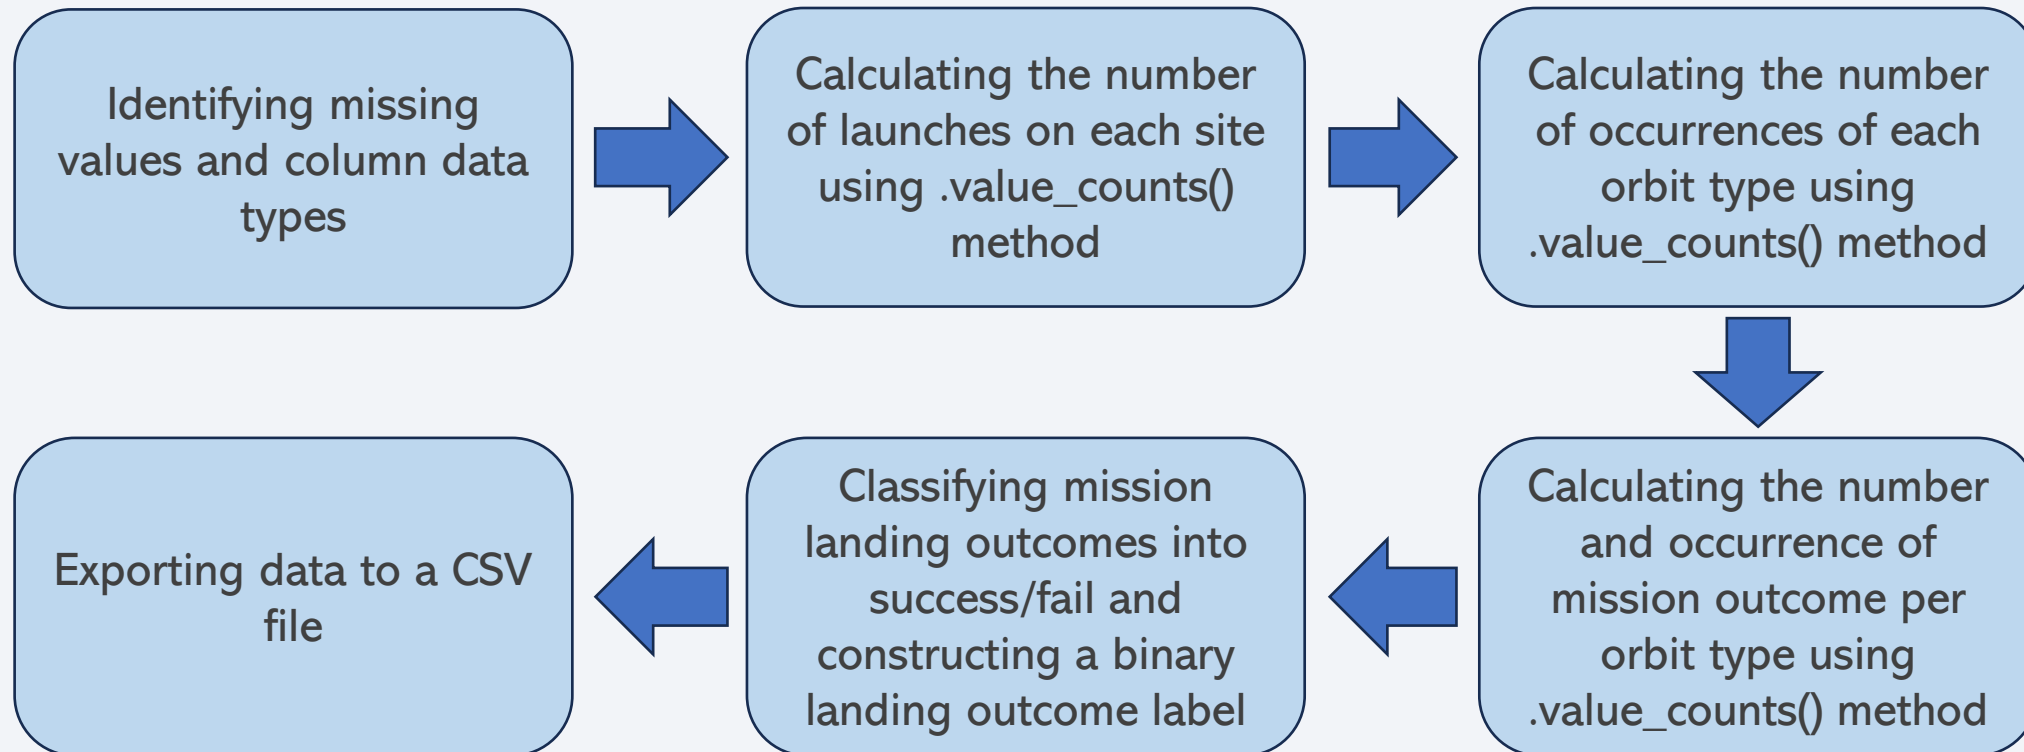 Identifying missing
values and column data
types
Calculating the number
of launches on each site
using .value_counts()
method
Calculating the number
of occurrences of each
orbit type using
.value_counts() method
Calculating the number
and occurrence of
mission outcome per
orbit type using
.value_counts() method
Classifying mission
landing outcomes into
success/fail and
constructing a binary
landing outcome label
Exporting data to a CSV
file